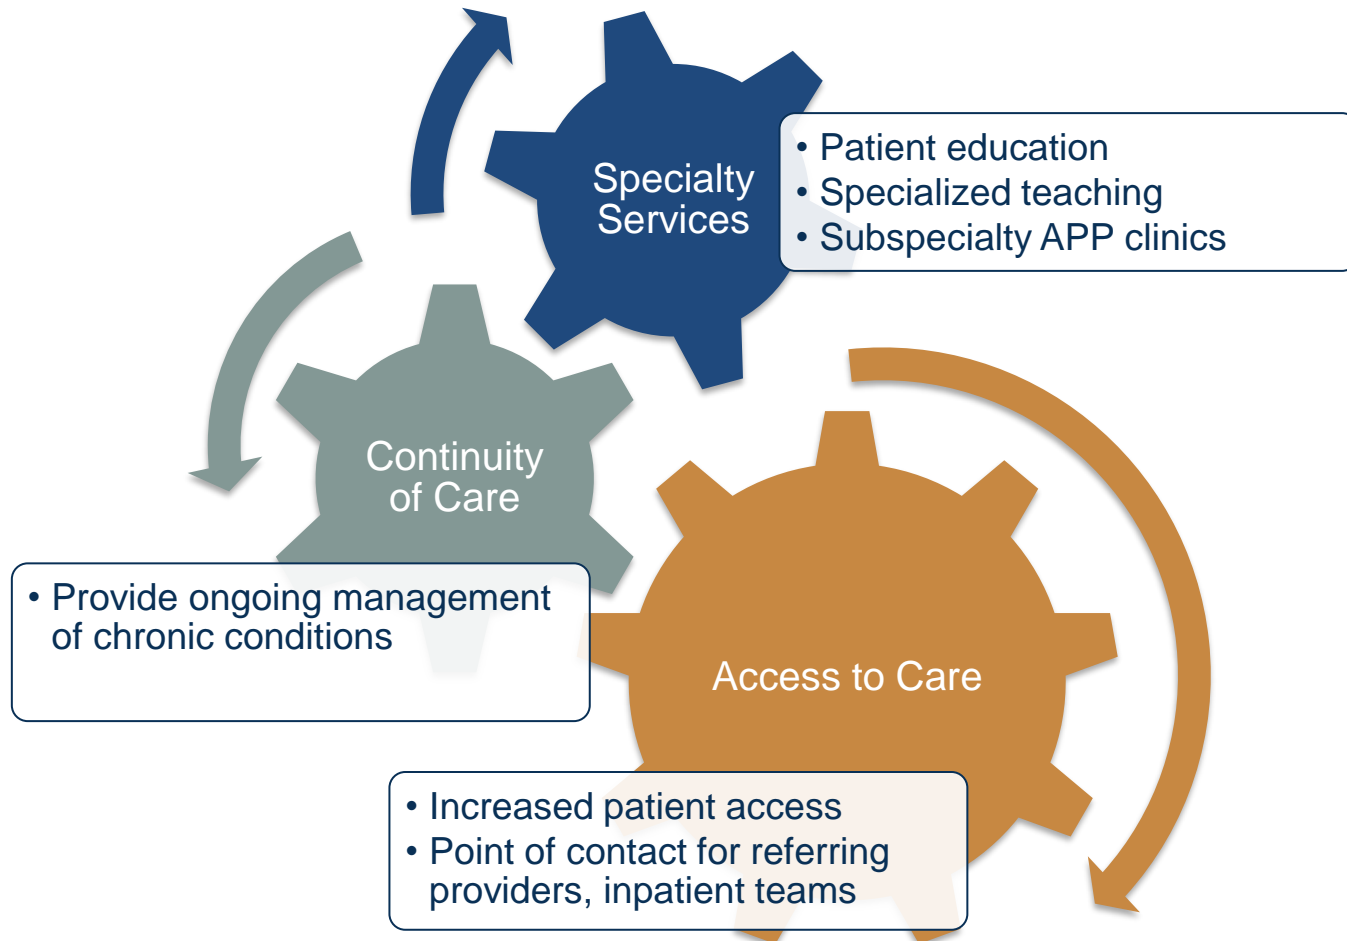 Specialty
Services
• Patient education
• Specialized teaching
• Subspecialty APP clinics
Continuity
of Care
• Provide ongoing management
of chronic conditions
Access to Care
• Increased patient access
• Point of contact for referring
providers, inpatient teams